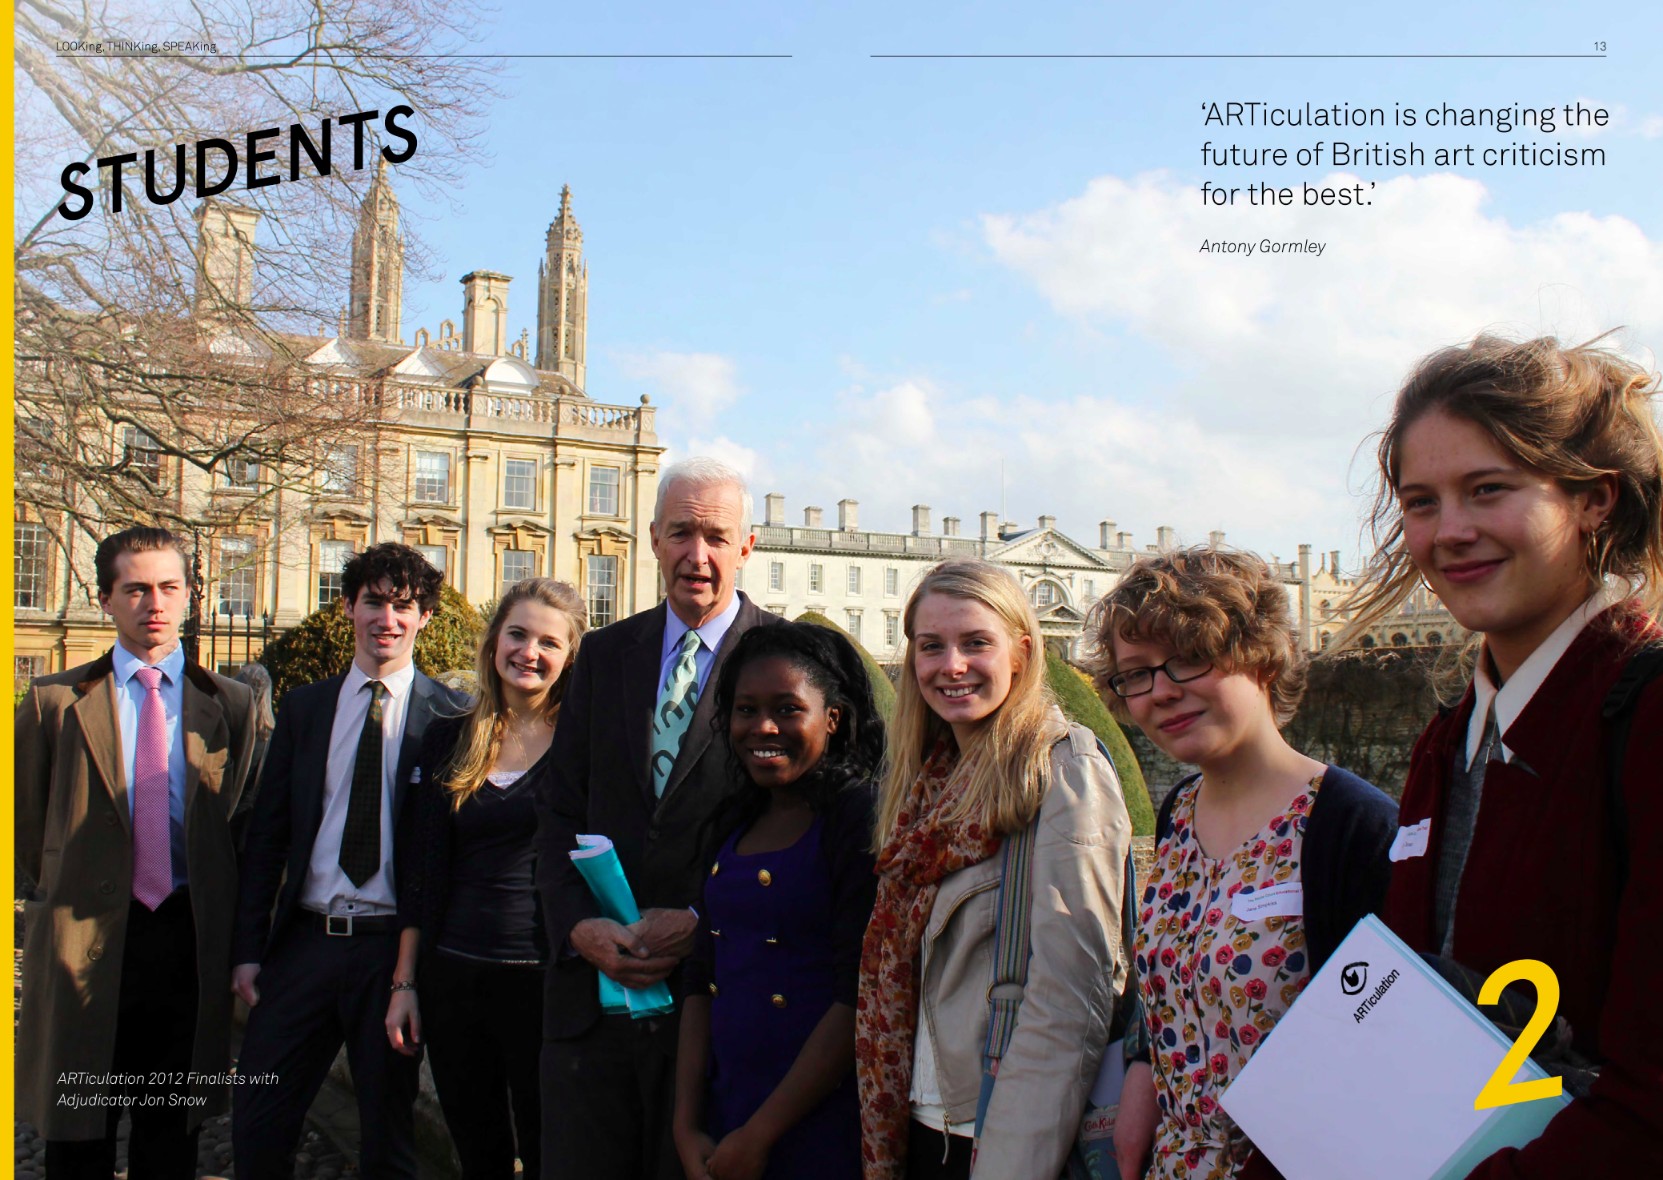 LOOKing, THINKing, SPEAKing
13
STUDENTS
‘ARTiculation is changing the
future of British art criticism
for the best.’
Antony Gormley
ARTiculation
2
ARTiculation 2012 Finalists with
Adjudicator Jon Snow